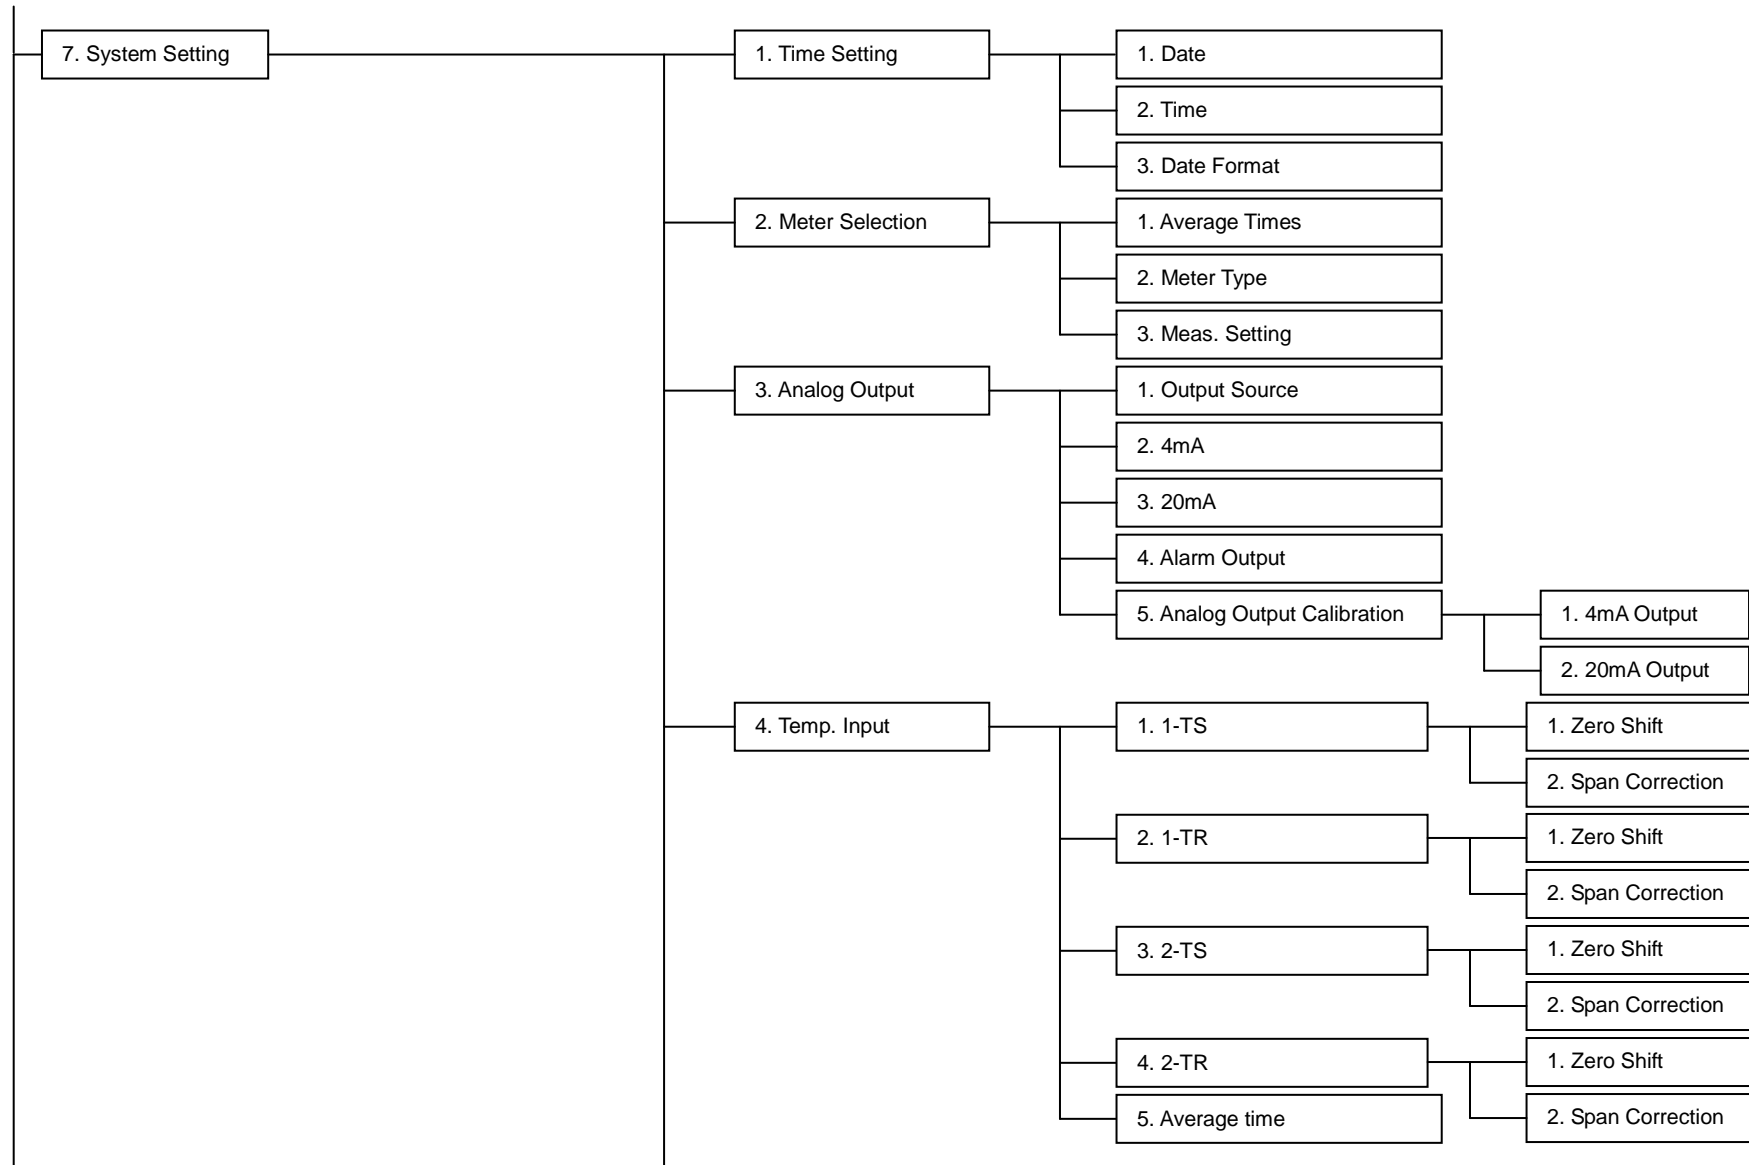 7. System Setting
1. Time Setting
1. Date
2. Time
3. Date Format
2. Meter Selection
1. Average Times
2. Meter Type
3. Meas. Setting
3. Analog Output
1. Output Source
2. 4mA
3. 20mA
4. Alarm Output
5. Analog Output Calibration
1. 4mA Output
2. 20mA Output
4. Temp. Input
1. 1-TS
1. Zero Shift
2. Span Correction
2. 1-TR
1. Zero Shift
2. Span Correction
3. 2-TS
1. Zero Shift
2. Span Correction
4. 2-TR
1. Zero Shift
2. Span Correction
5. Average time